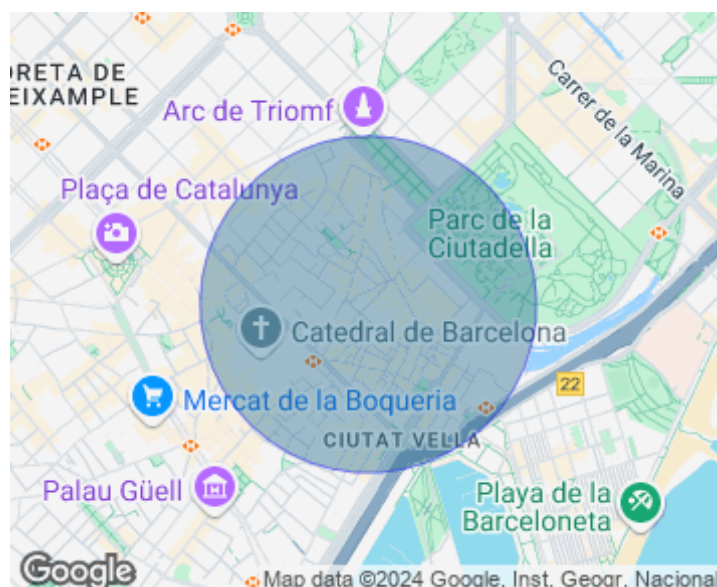 ORETA DE
EIXAMPLE
Arc de Triomf
Carrer de la Marina
Plaça de Catalunya
Parc de la
Ciutadella
Catedral de Barcelona
Mercat de la Boqueria
22
CIUTAT VELLA
Palau Güell
Playa de la
Barceloneta
Google
Map data ©2024 Google, Inst. Geogr. Nacional